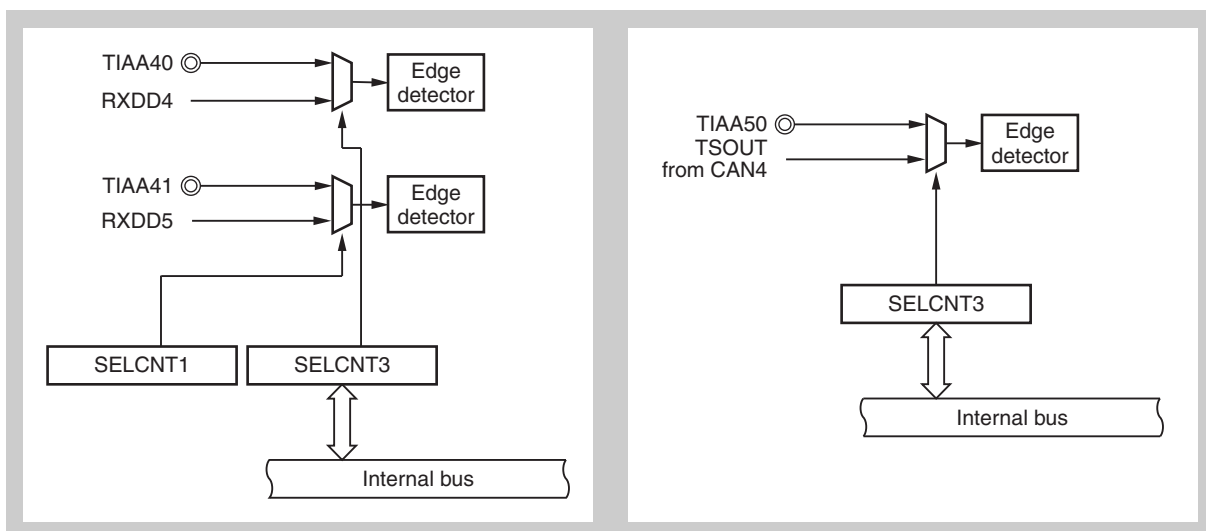 TIAA40
RXDD4
Edge
detector
TIAA41
RXDD5
Edge
detector
SELCNT1
SELCNT3
Internal bus
TIAA50
TSOUT
from CAN4
Edge
detector
SELCNT3
Internal bus